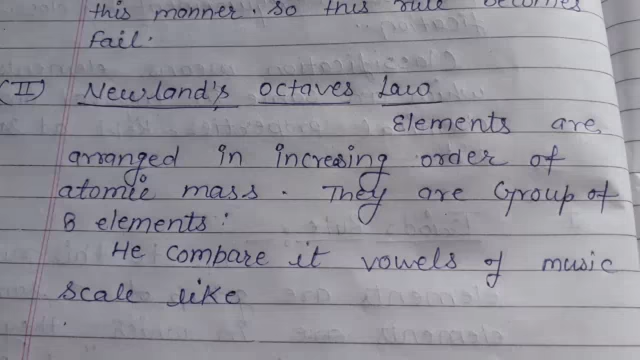 this manner. so this rule becomes
fail.
(II) Newland's octaves Law
Elements are
arranged in increasing order of
atomic mass. They are Group of
8 elements:
He compare it vowels of music
scale like